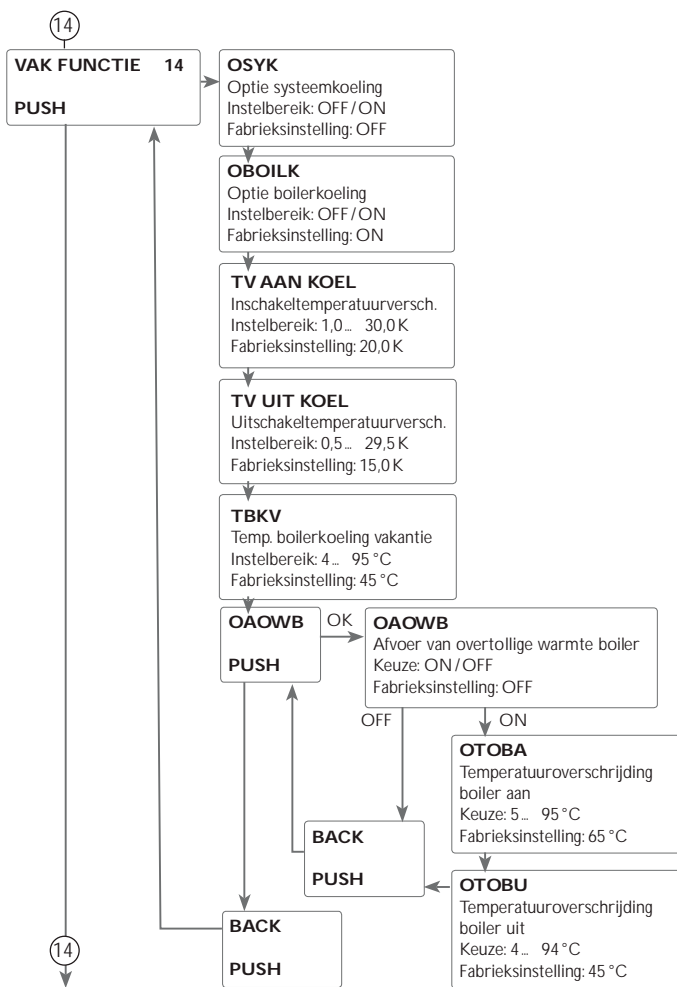 14
VAK FUNCTIE 14
PUSH
OSYK
Optie systeemkoeling
Instelbereik: OFF/ON
Fabrieksinstelling: OFF
OBOILK
Optie boilerkoeling
Instelbereik: OFF/ON
Fabrieksinstelling: ON
TV AAN KOEL
Inschakeltemperatuurversch.
Instelbereik: 1,0... 30,0 K
Fabrieksinstelling: 20,0 K
TV UIT KOEL
Uitschakeltemperatuurversch.
Instelbereik: 0,5... 29,5 K
Fabrieksinstelling: 15,0 K
TBKV
Temp. boilerkoeling vakantie
Instelbereik: 4... 95 °C
Fabrieksinstelling: 45 °C
OAOWB
PUSH
OK
OAOWB
Afvoer van overtollige warmte boiler
Keuze: ON/OFF
Fabrieksinstelling: OFF
OFF
ON
OTOBA
Temperatuuroverschrijding
boiler aan
Keuze: 5... 95 °C
Fabrieksinstelling: 65 °C
BACK
PUSH
OTOBU
Temperatuuroverschrijding
boiler uit
Keuze: 4... 94 °C
Fabrieksinstelling: 45 °C
BACK
PUSH
14